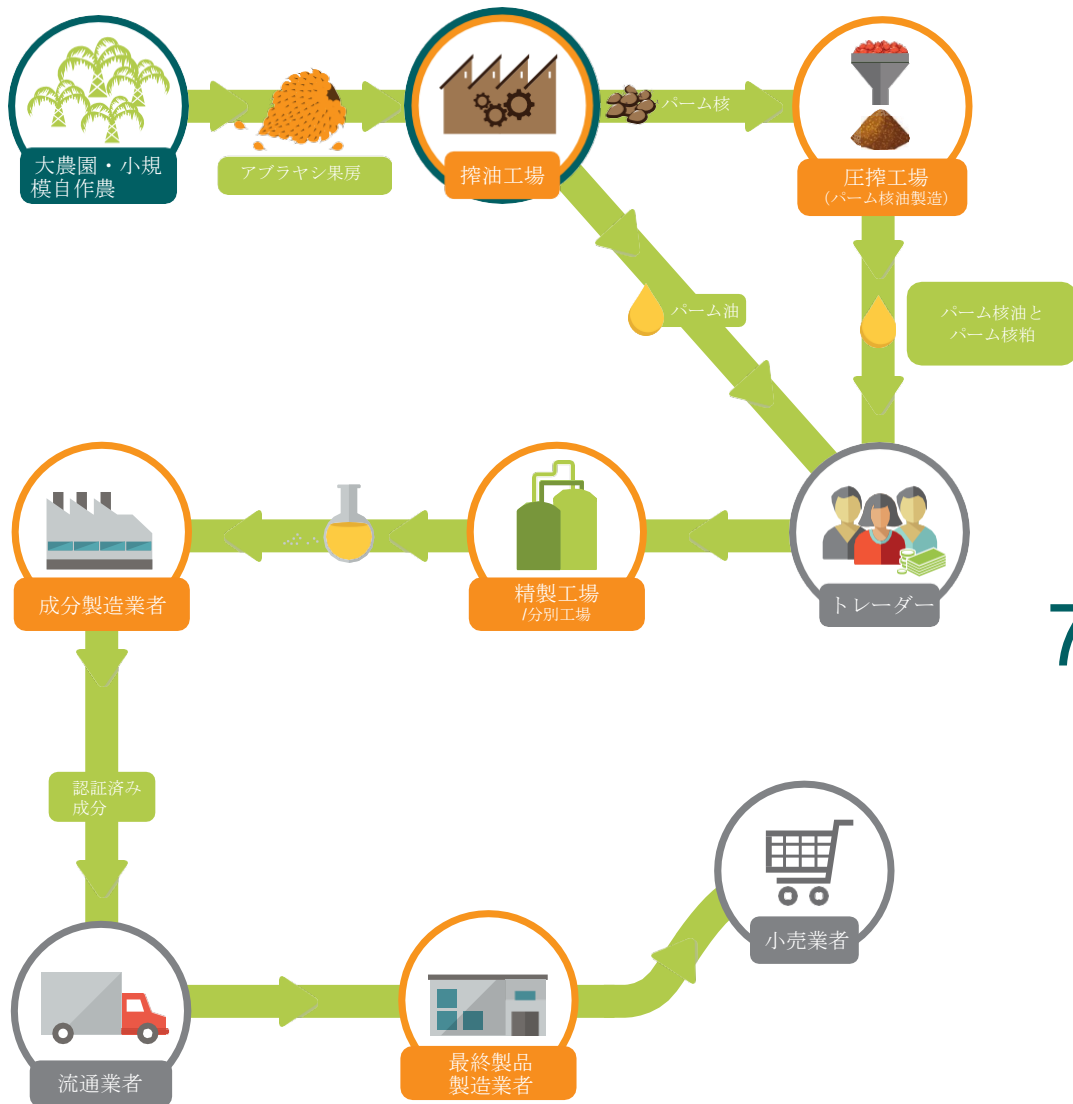 大農園・小規
模自作農
アブラヤシ果房
搾油工場
パーム核
圧搾工場
(パーム核油製造)
パーム油
パーム核油と
パーム核粕
成分製造業者
精製工場
/分別工場
トレーダー
7
認証済み
成分
小売業者
流通業者
最終製品
製造業者